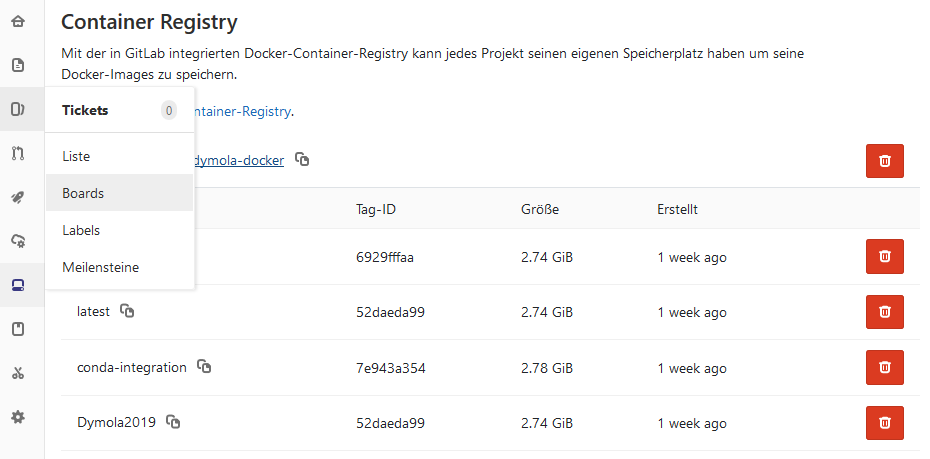 Container Registry
Mit der in GitLab integrierten Docker-Container-Registry kann jedes Projekt seinen eigenen Speicherplatz haben um seine
Docker-Images zu speichern.
Tickets 0
ntainer-Registry.
Liste
dymola-docker
Boards
Tag-ID Größe Erstellt
Labels
6929fffaa 2.74 GiB 1 week ago
Meilensteine
latest 52daeda99 2.74 GiB 1 week ago
conda-integration 7e943a354 2.78 GiB 1 week ago
Dymola2019 52daeda99 2.74 GiB 1 week ago